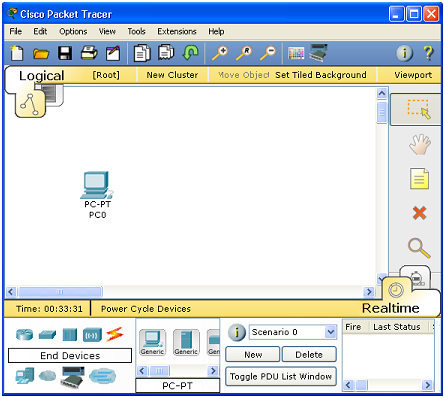 Cisco Packet Tracer
File Edit Options View Tools Extensions Help
Logical [Root] New Cluster Move Object Set Tiled Background Viewport
PC-PT
PC0
Time: 00:33:31 Power Cycle Devices Realtime
End Devices
Generic Generic Generic
PC-PT
Scenario 0
New Delete
Toggle PDU List Window
Fire Last Status